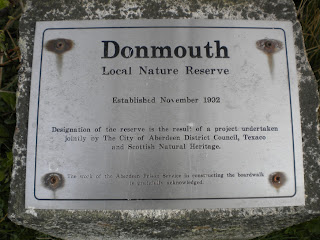 Donmouth
Local Nature Reserve
Established November 1992
Designation of the reserve is the result of a project undertaken
jointly by The City of Aberdeen District Council, Texaco
and Scottish Natural Heritage.
The work of the Aberdeen Prison Service in constructing the boardwalk
is gratefully acknowledged.